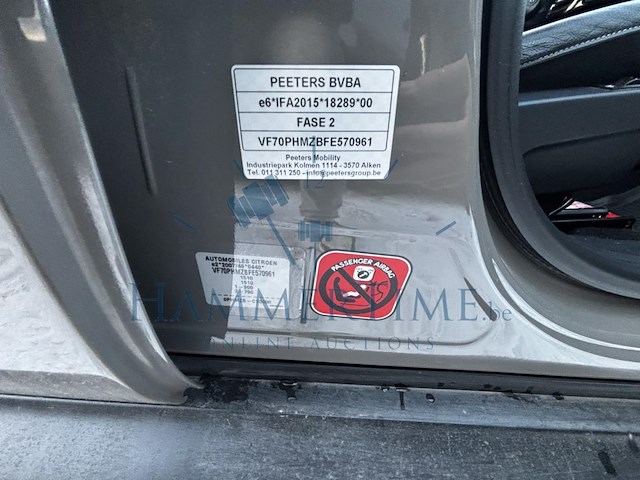 PEETERS BVBA
e6*IFA2015*18289*00
FASE 2
VF70PHMZBFE570961
Peeters Mobility
Industriepark Kolmen 1114 - 3570 Alken
Tel. 011 311 250 - info@peetersgroup.be
AUTOMOBILES CITROEN
VF70PHMZBFE570961
1910
PASSENGER AIRBAG
HAMMERTIME.be
ONLINE AUCTIONS